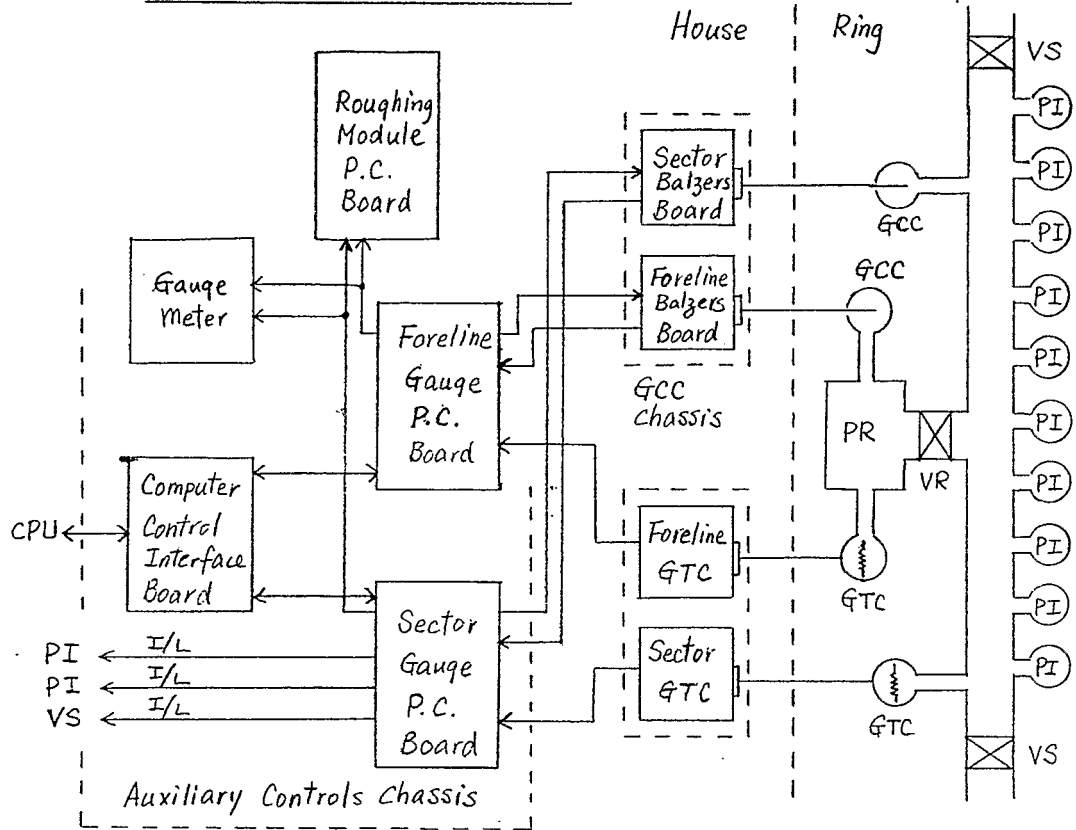 House
Ring
VS
PI
PI
PI
PI
PI
PI
PI
PI
PI
PI
VS
Roughing
Module
P.C.
Board
Gauge
meter
Foreline
Gauge
P.C.
Board
Computer
Control
Interface
Board
CPU
Sector
Gauge
P.C.
Board
PI
I/L
PI
I/L
VS
I/L
Auxiliary Controls Chassis
Sector
Balzers
Board
Foreline
Balzers
Board
GCC
Chassis
Foreline
GTC
Sector
GTC
GCC
GCC
PR
VR
GTC
GTC